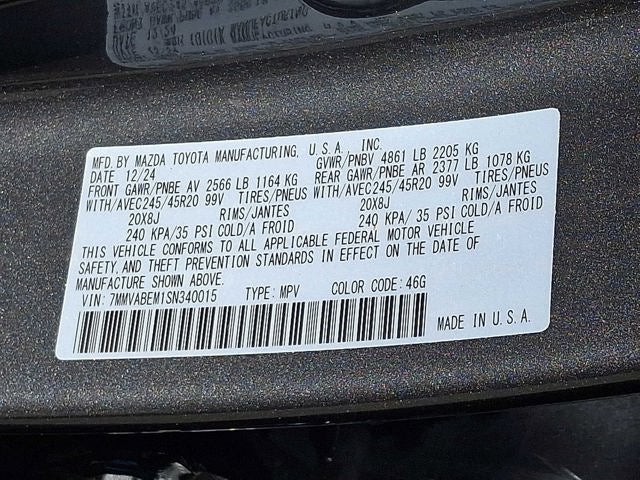 MFD. BY MAZDA TOYOTA MANUFACTURING, U.S.A., INC.
DATE 12/24 GVWR/PNBV 4861 LB 2205 KG
FRONT GAWR/PNBE AV 2566 LB 1164 KG REAR GAWR/PNBE AR 2377 LB 1078 KG
WITH/AVEC245/45R20 99V TIRES/PNEUS WITH/AVEC245/45R20 99V TIRES/PNEUS
20X8J RIMS/JANTES 20X8J RIMS/JANTES
240 KPA/35 PSI COLD/A FROID 240 KPA/ 35 PSI COLD/A FROID
THIS VEHICLE CONFORMS TO ALL APPLICABLE FEDERAL MOTOR VEHICLE
SAFETY, AND THEFT PREVENTION STANDARDS IN EFFECT ON THE DATE OF
MANUFACTURE SHOWN ABOVE.
VIN: 7MMVABEM1SN340015 TYPE: MPV COLOR CODE: 46G
MADE IN U.S.A.